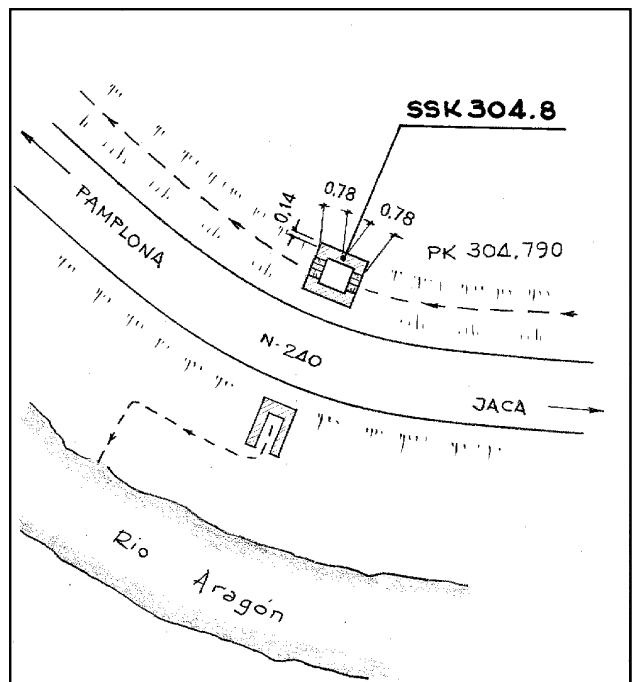 SSK 304.8
0.78
0.14
0.78
PK 304,790
PAMPLONA
N-240
JACA
Rio Aragón